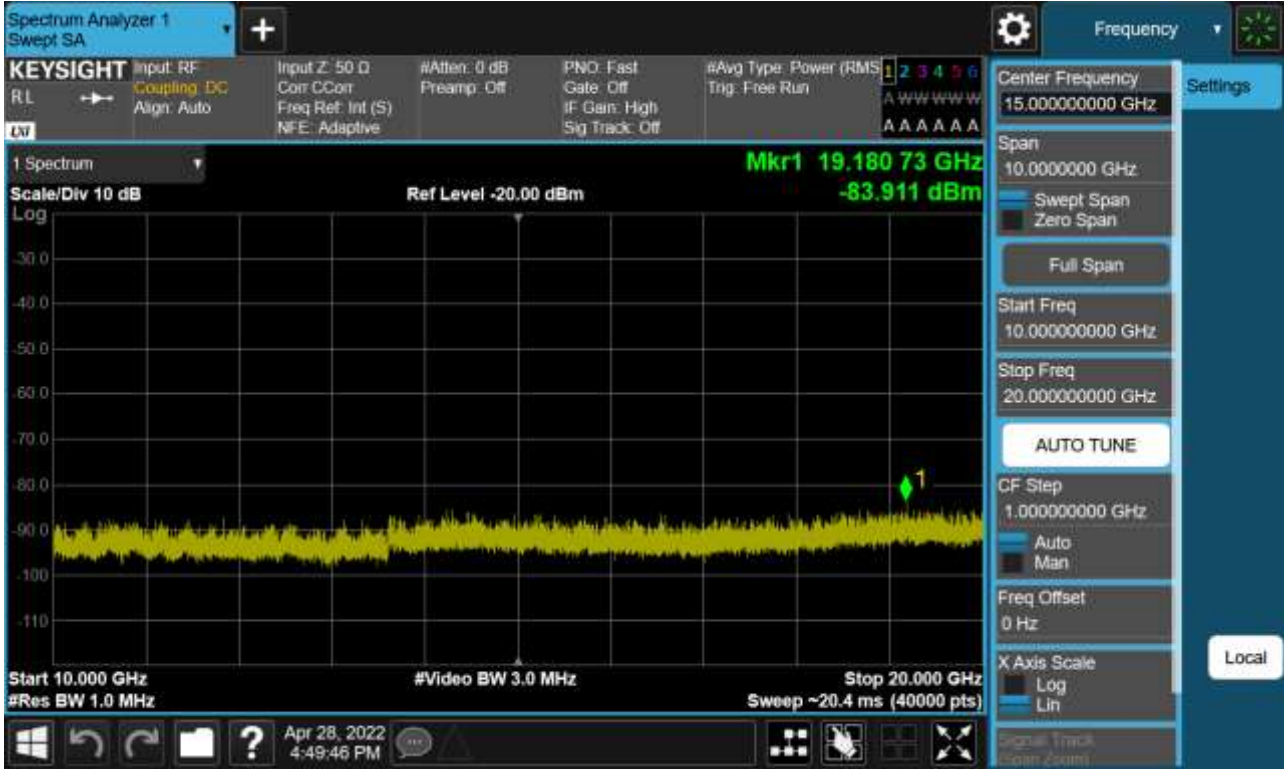 Spectrum Analyzer 1
Swept SA
+
Frequency
KEYSIGHT
RL
LXI
Input: RF
Coupling: DC
Align: Auto
Input Z: 50 Ω
Corr CCorr
Freq Ref: Int (S)
NFE: Adaptive
#Atten: 0 dB
Preamp: Off
PNO: Fast
Gate: Off
IF Gain: High
Sig Track: Off
#Avg Type: Power (RMS
Trig: Free Run
1 2 3 4 5 6
A W W W W W
A A A A A A
1 Spectrum
Scale/Div 10 dB
Log
Ref Level -20.00 dBm
Mkr1 19.180 73 GHz
-83.911 dBm
-30.0
-40.0
-50.0
-60.0
-70.0
-80.0
-90.0
-100
-110
1
Start 10.000 GHz
#Res BW 1.0 MHz
#Video BW 3.0 MHz
Stop 20.000 GHz
Sweep ~20.4 ms (40000 pts)
Center Frequency
15.000000000 GHz
Span
10.0000000 GHz
Swept Span
Zero Span
Full Span
Start Freq
10.000000000 GHz
Stop Freq
20.000000000 GHz
AUTO TUNE
CF Step
1.000000000 GHz
Auto
Man
Freq Offset
0 Hz
X Axis Scale
Log
Lin
Signal Track
(Span Zoom)
Settings
Local
?
Apr 28, 2022
4:49:46 PM